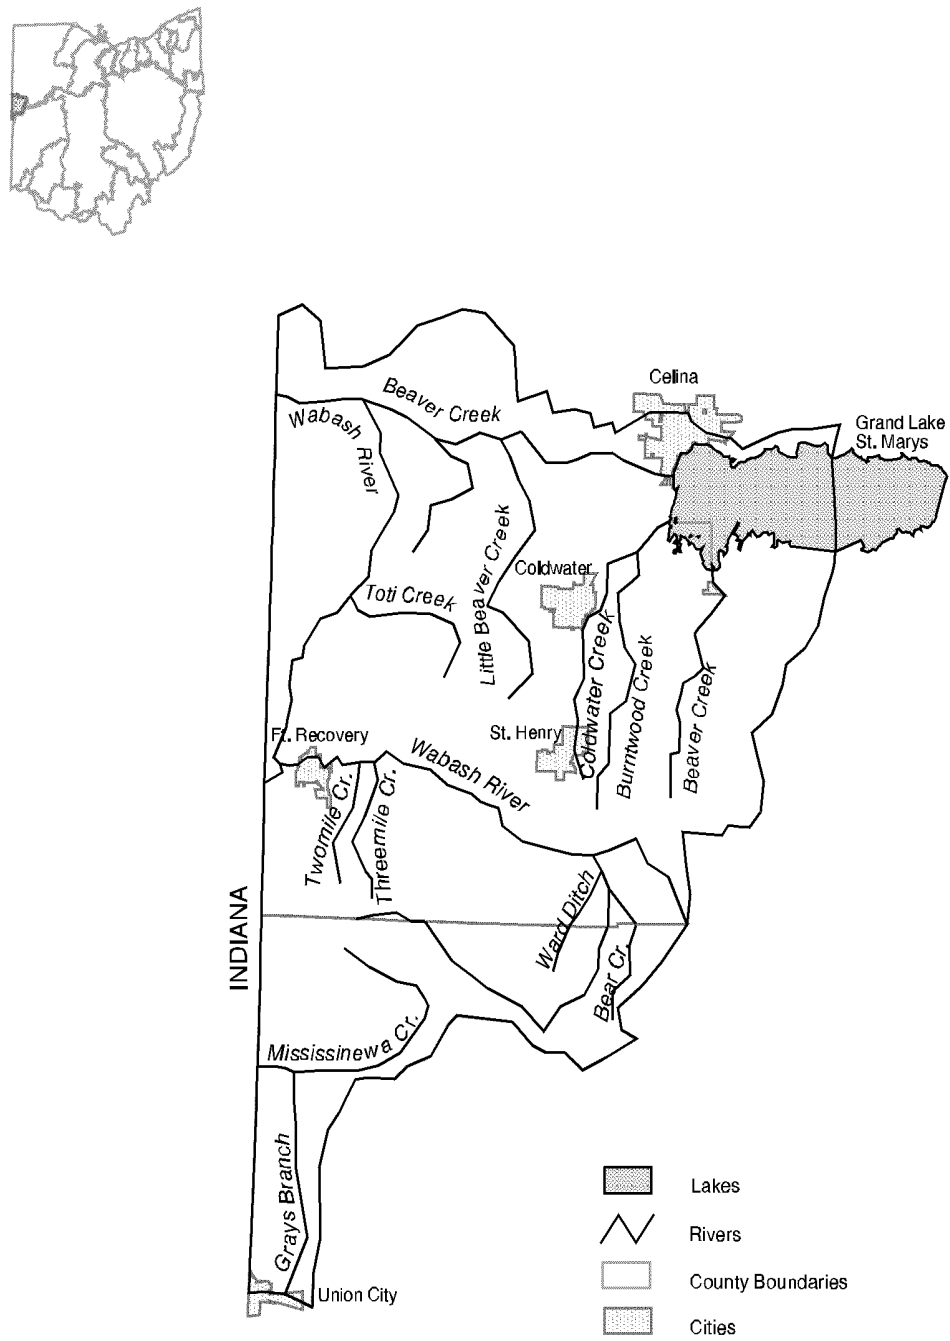 Celina
Grand Lake
St. Marys
Beaver Creek
Wabash River
Little Beaver Creek
Coldwater
Toti Creek
Coldwater Creek
Burntwood Creek
Beaver Creek
St. Henry
Ft. Recovery
Wabash River
Twomile Cr.
Threemile Cr.
Ward Ditch
Bear Cr.
INDIANA
Mississinewa Cr.
Grays Branch
Union City
Lakes
Rivers
County Boundaries
Cities